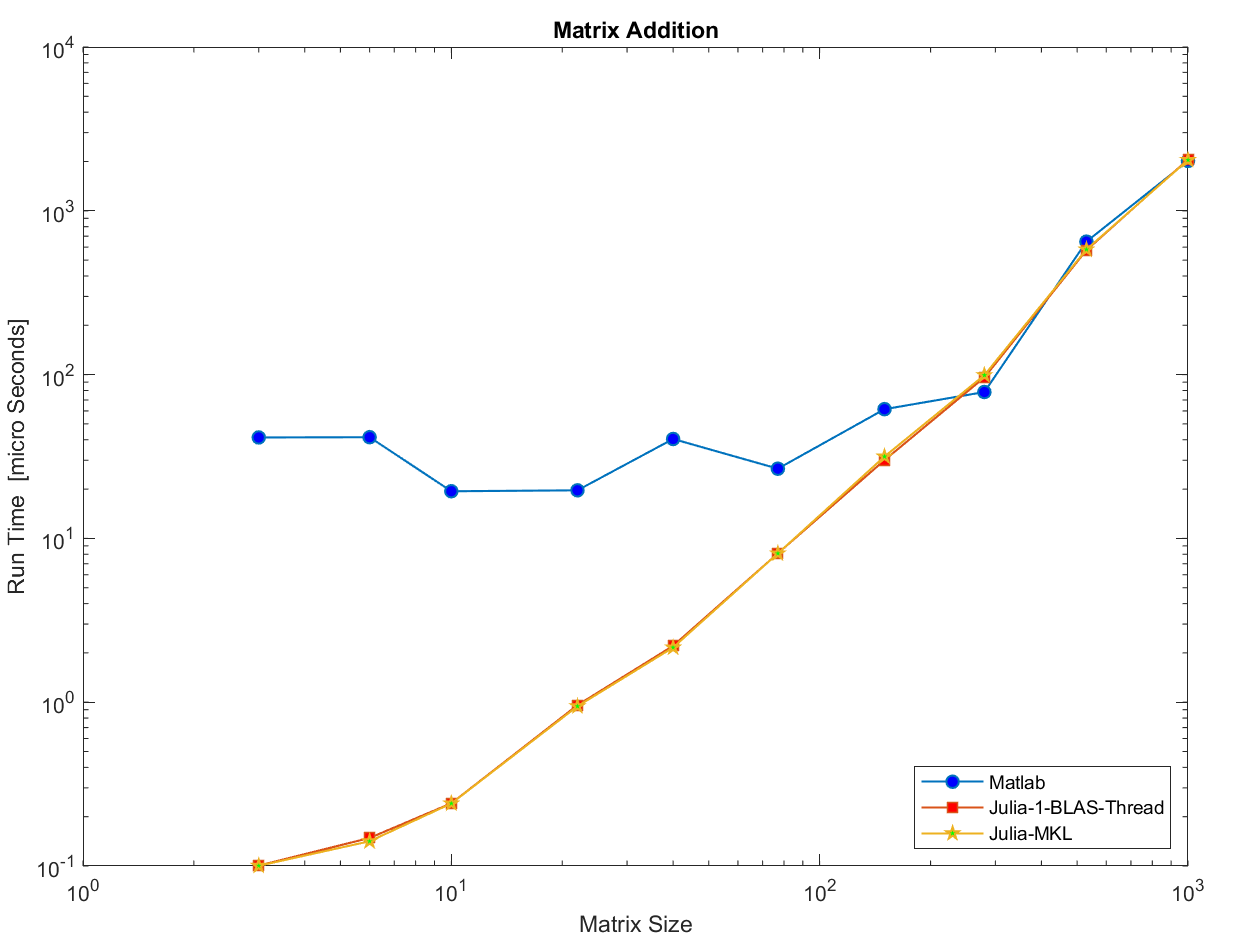 Matrix Addition
10^4
10^3
10^2
10^1
10^0
10^-1
Run Time  [micro Seconds]
10^0
10^1
10^2
10^3
Matrix Size
Matlab
Julia-1-BLAS-Thread
Julia-MKL